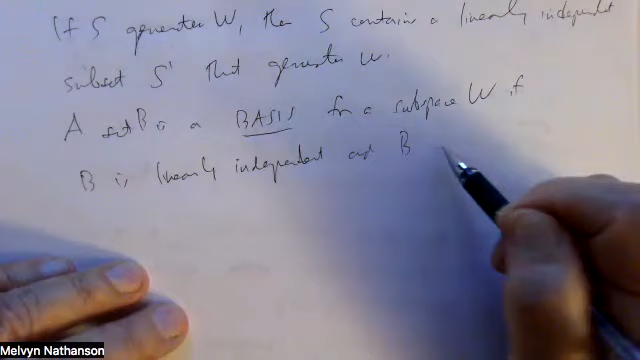 If S generates W, then S contains a linearly independent
subset S' that generates W.
A set B is a BASIS for a subspace W if
B is linearly independent and B
Melvyn Nathanson